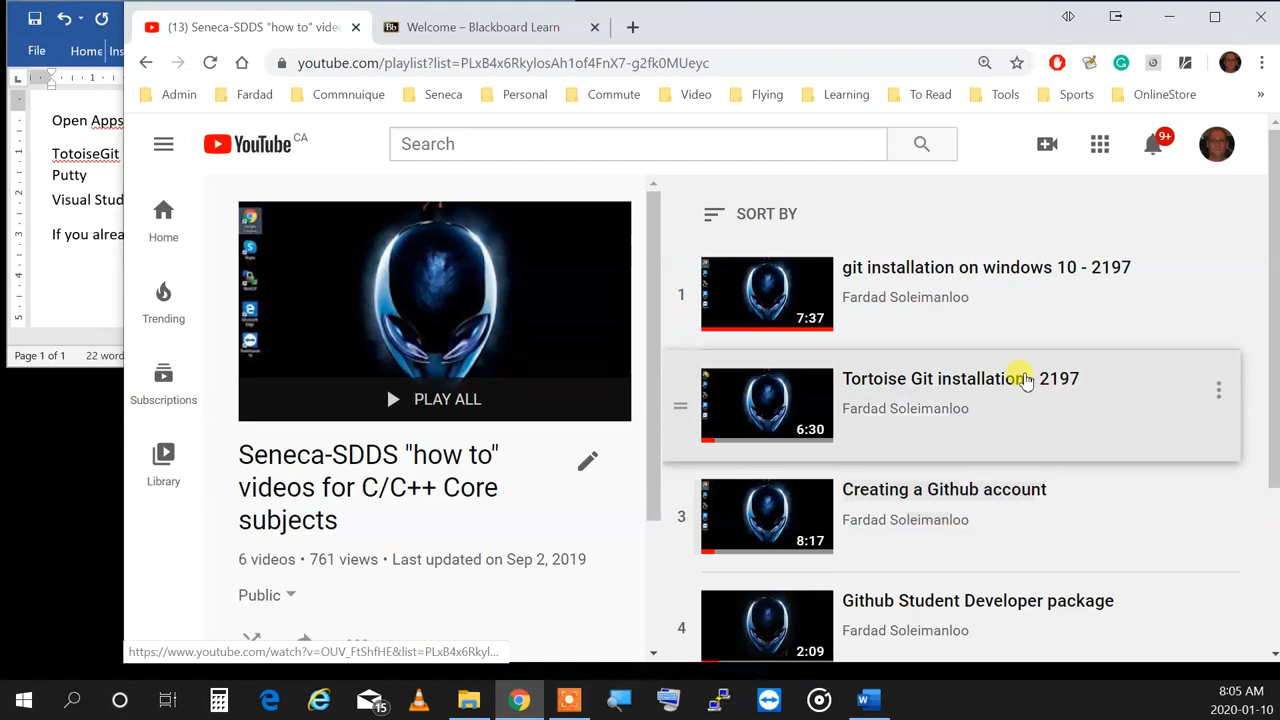 (13) Seneca-SDDS "how to" vide
Bb Welcome – Blackboard Learn
File Home Ins
youtube.com/playlist?list=PLxB4x6RkylosAh1of4FnX7-g2fk0MUeyc
Admin Fardad Commnuique Seneca Personal Commute Video Flying Learning To Read Tools Sports OnlineStore »
Open Apps
TotoiseGit
Putty
Visual Stud
If you alrea
Page 1 of 1 22 word
YouTube CA
Search
9+
Home
Trending
Subscriptions
Library
PLAY ALL
Seneca-SDDS "how to"
videos for C/C++ Core
subjects
6 videos • 761 views • Last updated on Sep 2, 2019
Public
SORT BY
1
7:37
git installation on windows 10 - 2197
Fardad Soleimanloo
6:30
Tortoise Git installation - 2197
Fardad Soleimanloo
3
8:17
Creating a Github account
Fardad Soleimanloo
4
2:09
Github Student Developer package
Fardad Soleimanloo
https://www.youtube.com/watch?v=OUV_FtShfHE&list=PLxB4x6Rkyl...
15
8:05 AM
2020-01-10